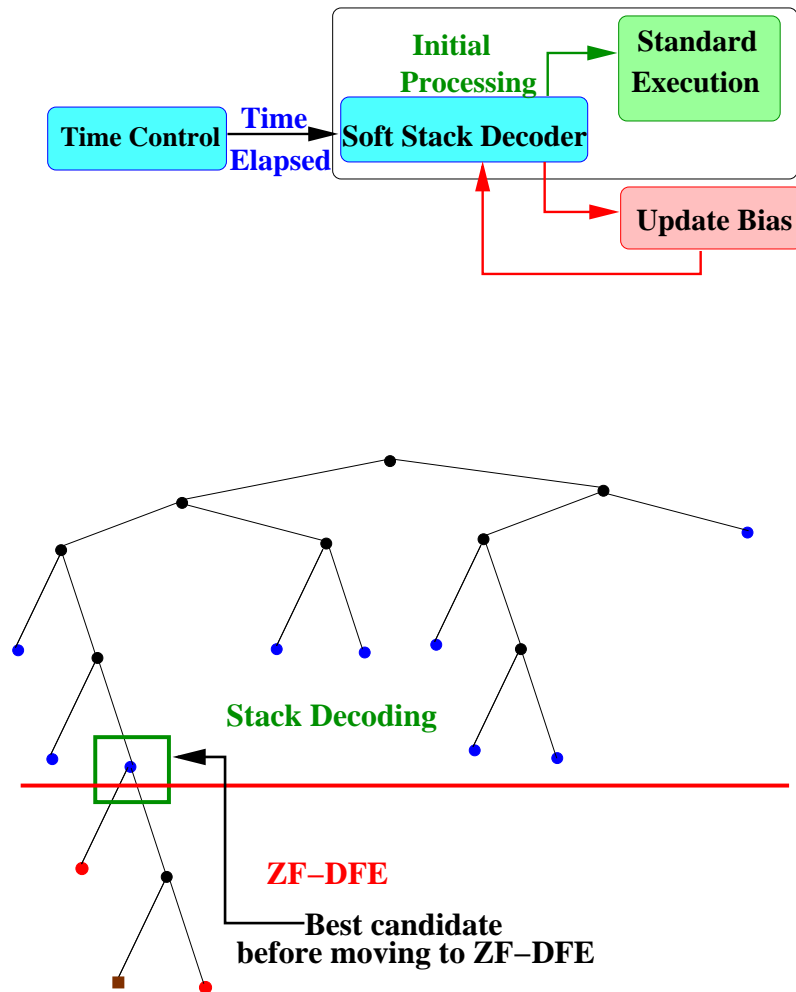 Initial
Processing
Standard
Execution
Time Control
Time
Elapsed
Soft Stack Decoder
Update Bias
Stack Decoding
ZF−DFE
Best candidate
before moving to ZF−DFE